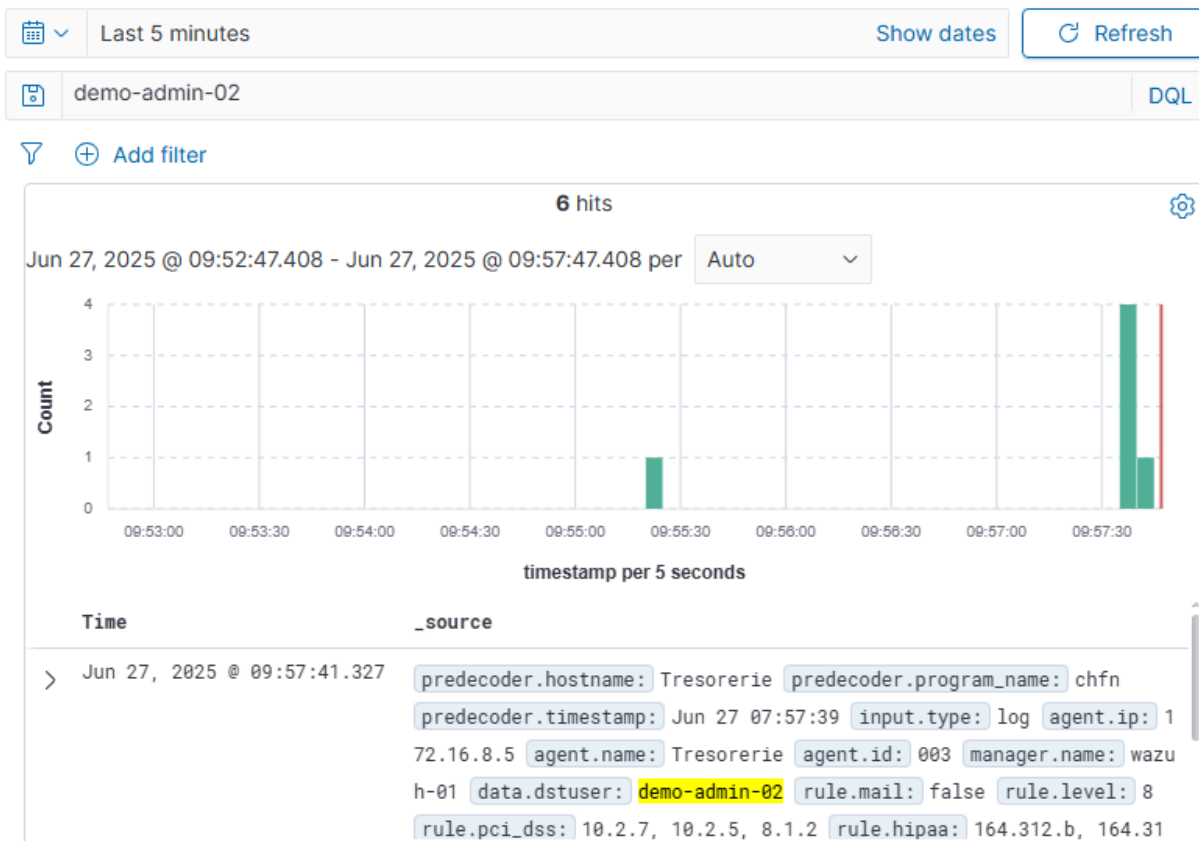 Last 5 minutes Show dates Refresh
demo-admin-02 DQL
Add filter
6 hits
Jun 27, 2025 @ 09:52:47.408 - Jun 27, 2025 @ 09:57:47.408 per Auto
4
3
2
1
0
Count
09:53:00 09:53:30 09:54:00 09:54:30 09:55:00 09:55:30 09:56:00 09:56:30 09:57:00 09:57:30
timestamp per 5 seconds
Time _source
Jun 27, 2025 @ 09:57:41.327 predecoder.hostname: Tresorerie predecoder.program_name: chfn
predecoder.timestamp: Jun 27 07:57:39 input.type: log agent.ip: 1
72.16.8.5 agent.name: Tresorerie agent.id: 003 manager.name: wazu
h-01 data.dstuser: demo-admin-02 rule.mail: false rule.level: 8
rule.pci_dss: 10.2.7, 10.2.5, 8.1.2 rule.hipaa: 164.312.b, 164.31